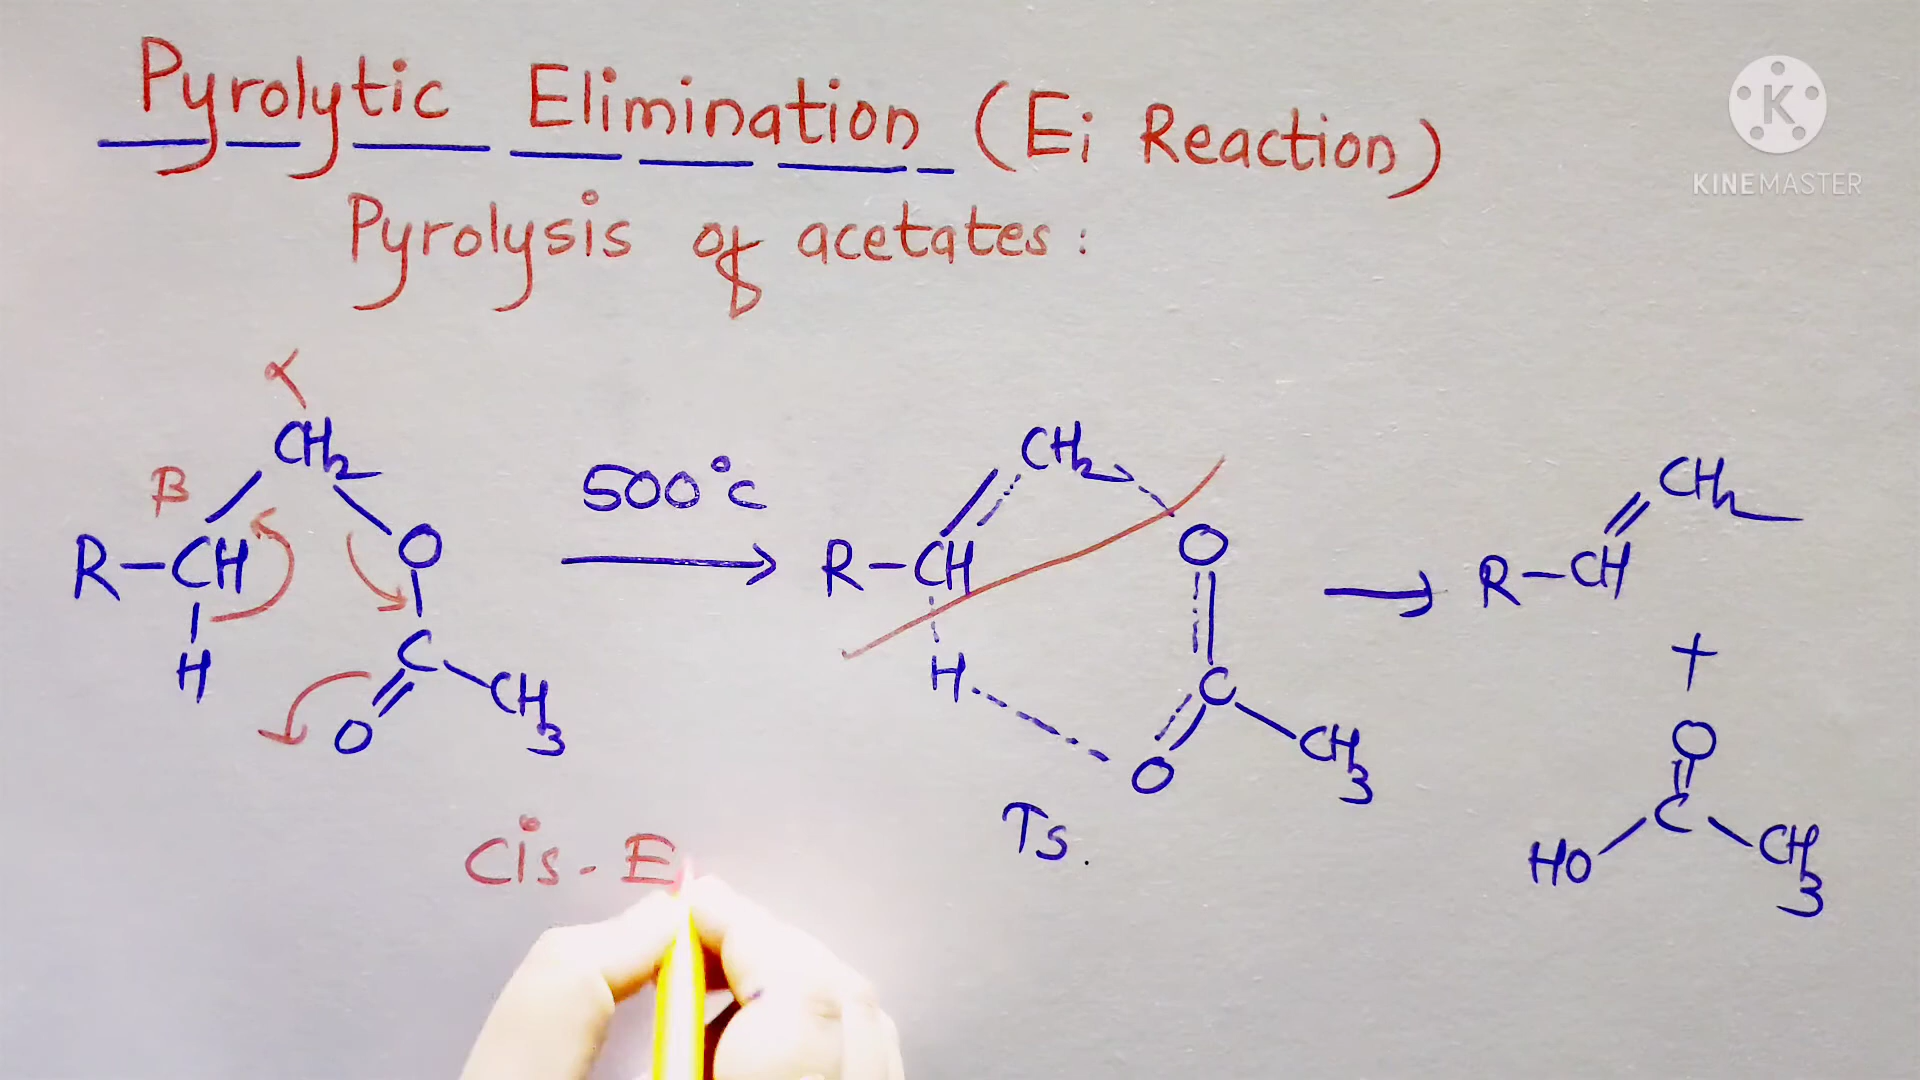 Pyrolytic Elimination (Ei Reaction)
K
KINEMASTER
Pyrolysis of acetates:
α
CH2
β
R-CH
H
O
C
O
CH3
500°C
CH2
R-CH
H
O
C
O
CH3
Ts.
CH2
R-CH
+
O
C
HO
CH3
Cis - E